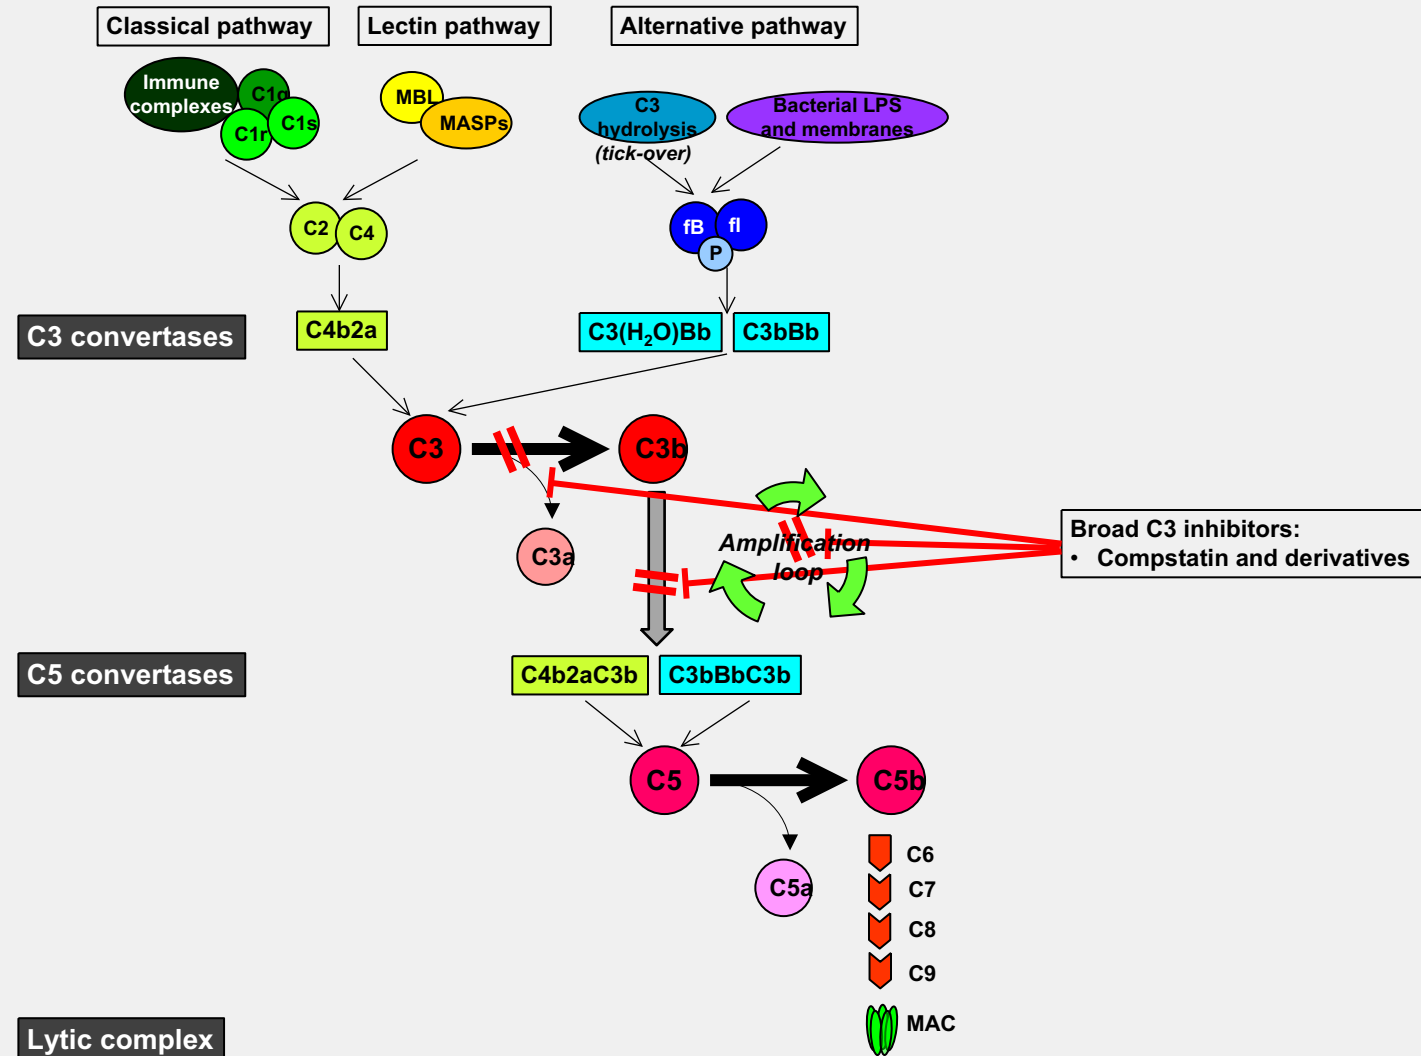 Classical pathway
Lectin pathway
Alternative pathway
Immune
complexes
C1q
C1r
C1s
MBL
MASPs
C3
hydrolysis
(tick-over)
Bacterial LPS
and membranes
C2
C4
fB
fI
P
C3 convertases
C4b2a
C3(H₂O)Bb
C3bBb
C3
C3b
C3a
Amplification
loop
Broad C3 inhibitors:
• Compstatin and derivatives
C5 convertases
C4b2aC3b
C3bBbC3b
C5
C5b
C5a
C6
C7
C8
C9
MAC
Lytic complex